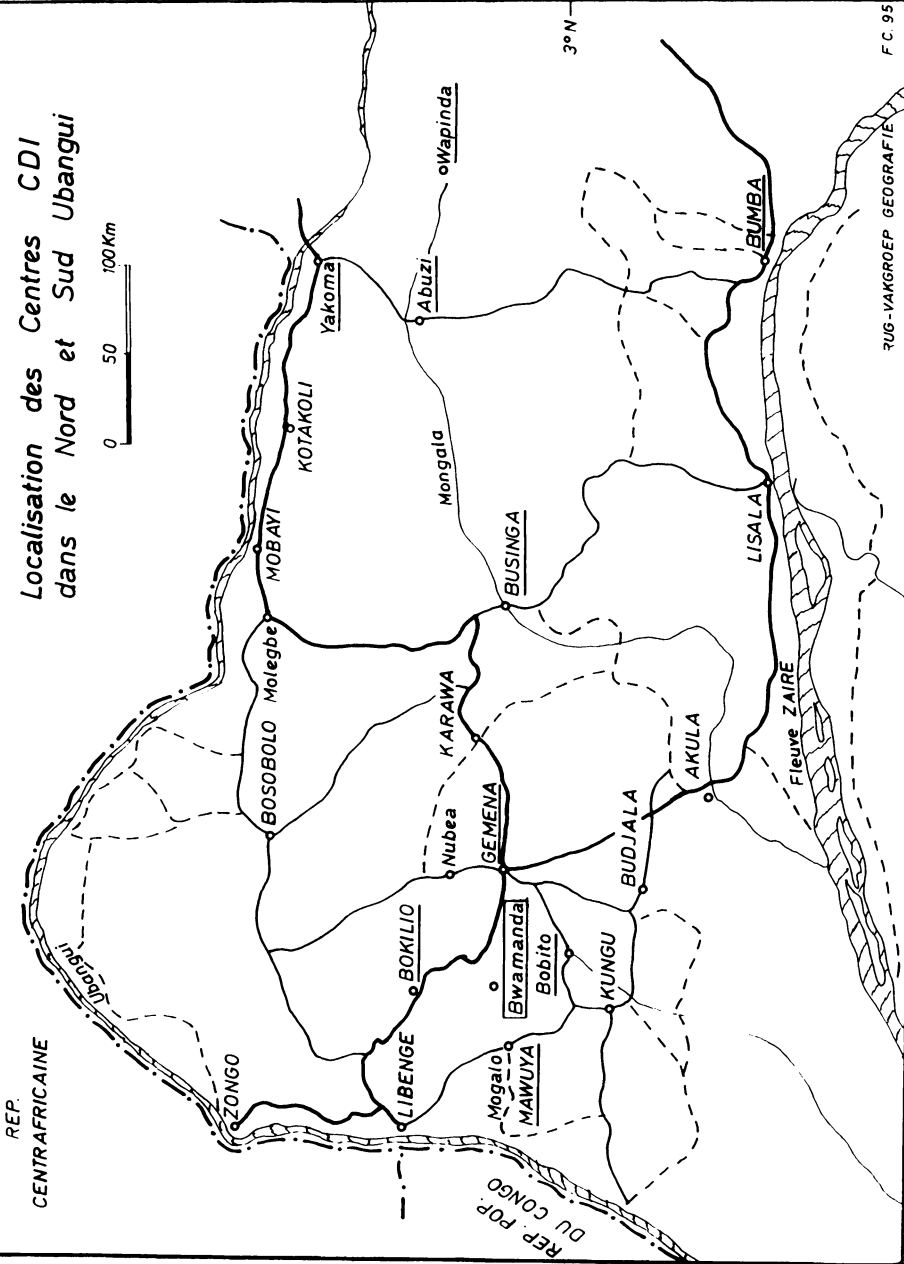 Localisation des Centres CDI
dans le Nord et Sud Ubangui
0 50 100 Km
REP.
CENTRAFRICAINE
Ubangui
ZONGO
BOSOBOLO
Molegbe
MOBAYI
KOTAKOLI
Yakoma
Abuzi
Wapinda
LIBENGE
BOKILIO
Nubea
KARAWA
Mongala
BUSINGA
GEMENA
Bwamanda
Bobito
Mogalo
MAWUYA
KUNGU
BUDJALA
AKULA
LISALA
BUMBA
3° N
REP. POP.
DU CONGO
Fleuve ZAIRE
RUG-VAKGROEP GEOGRAFIE F C. 95